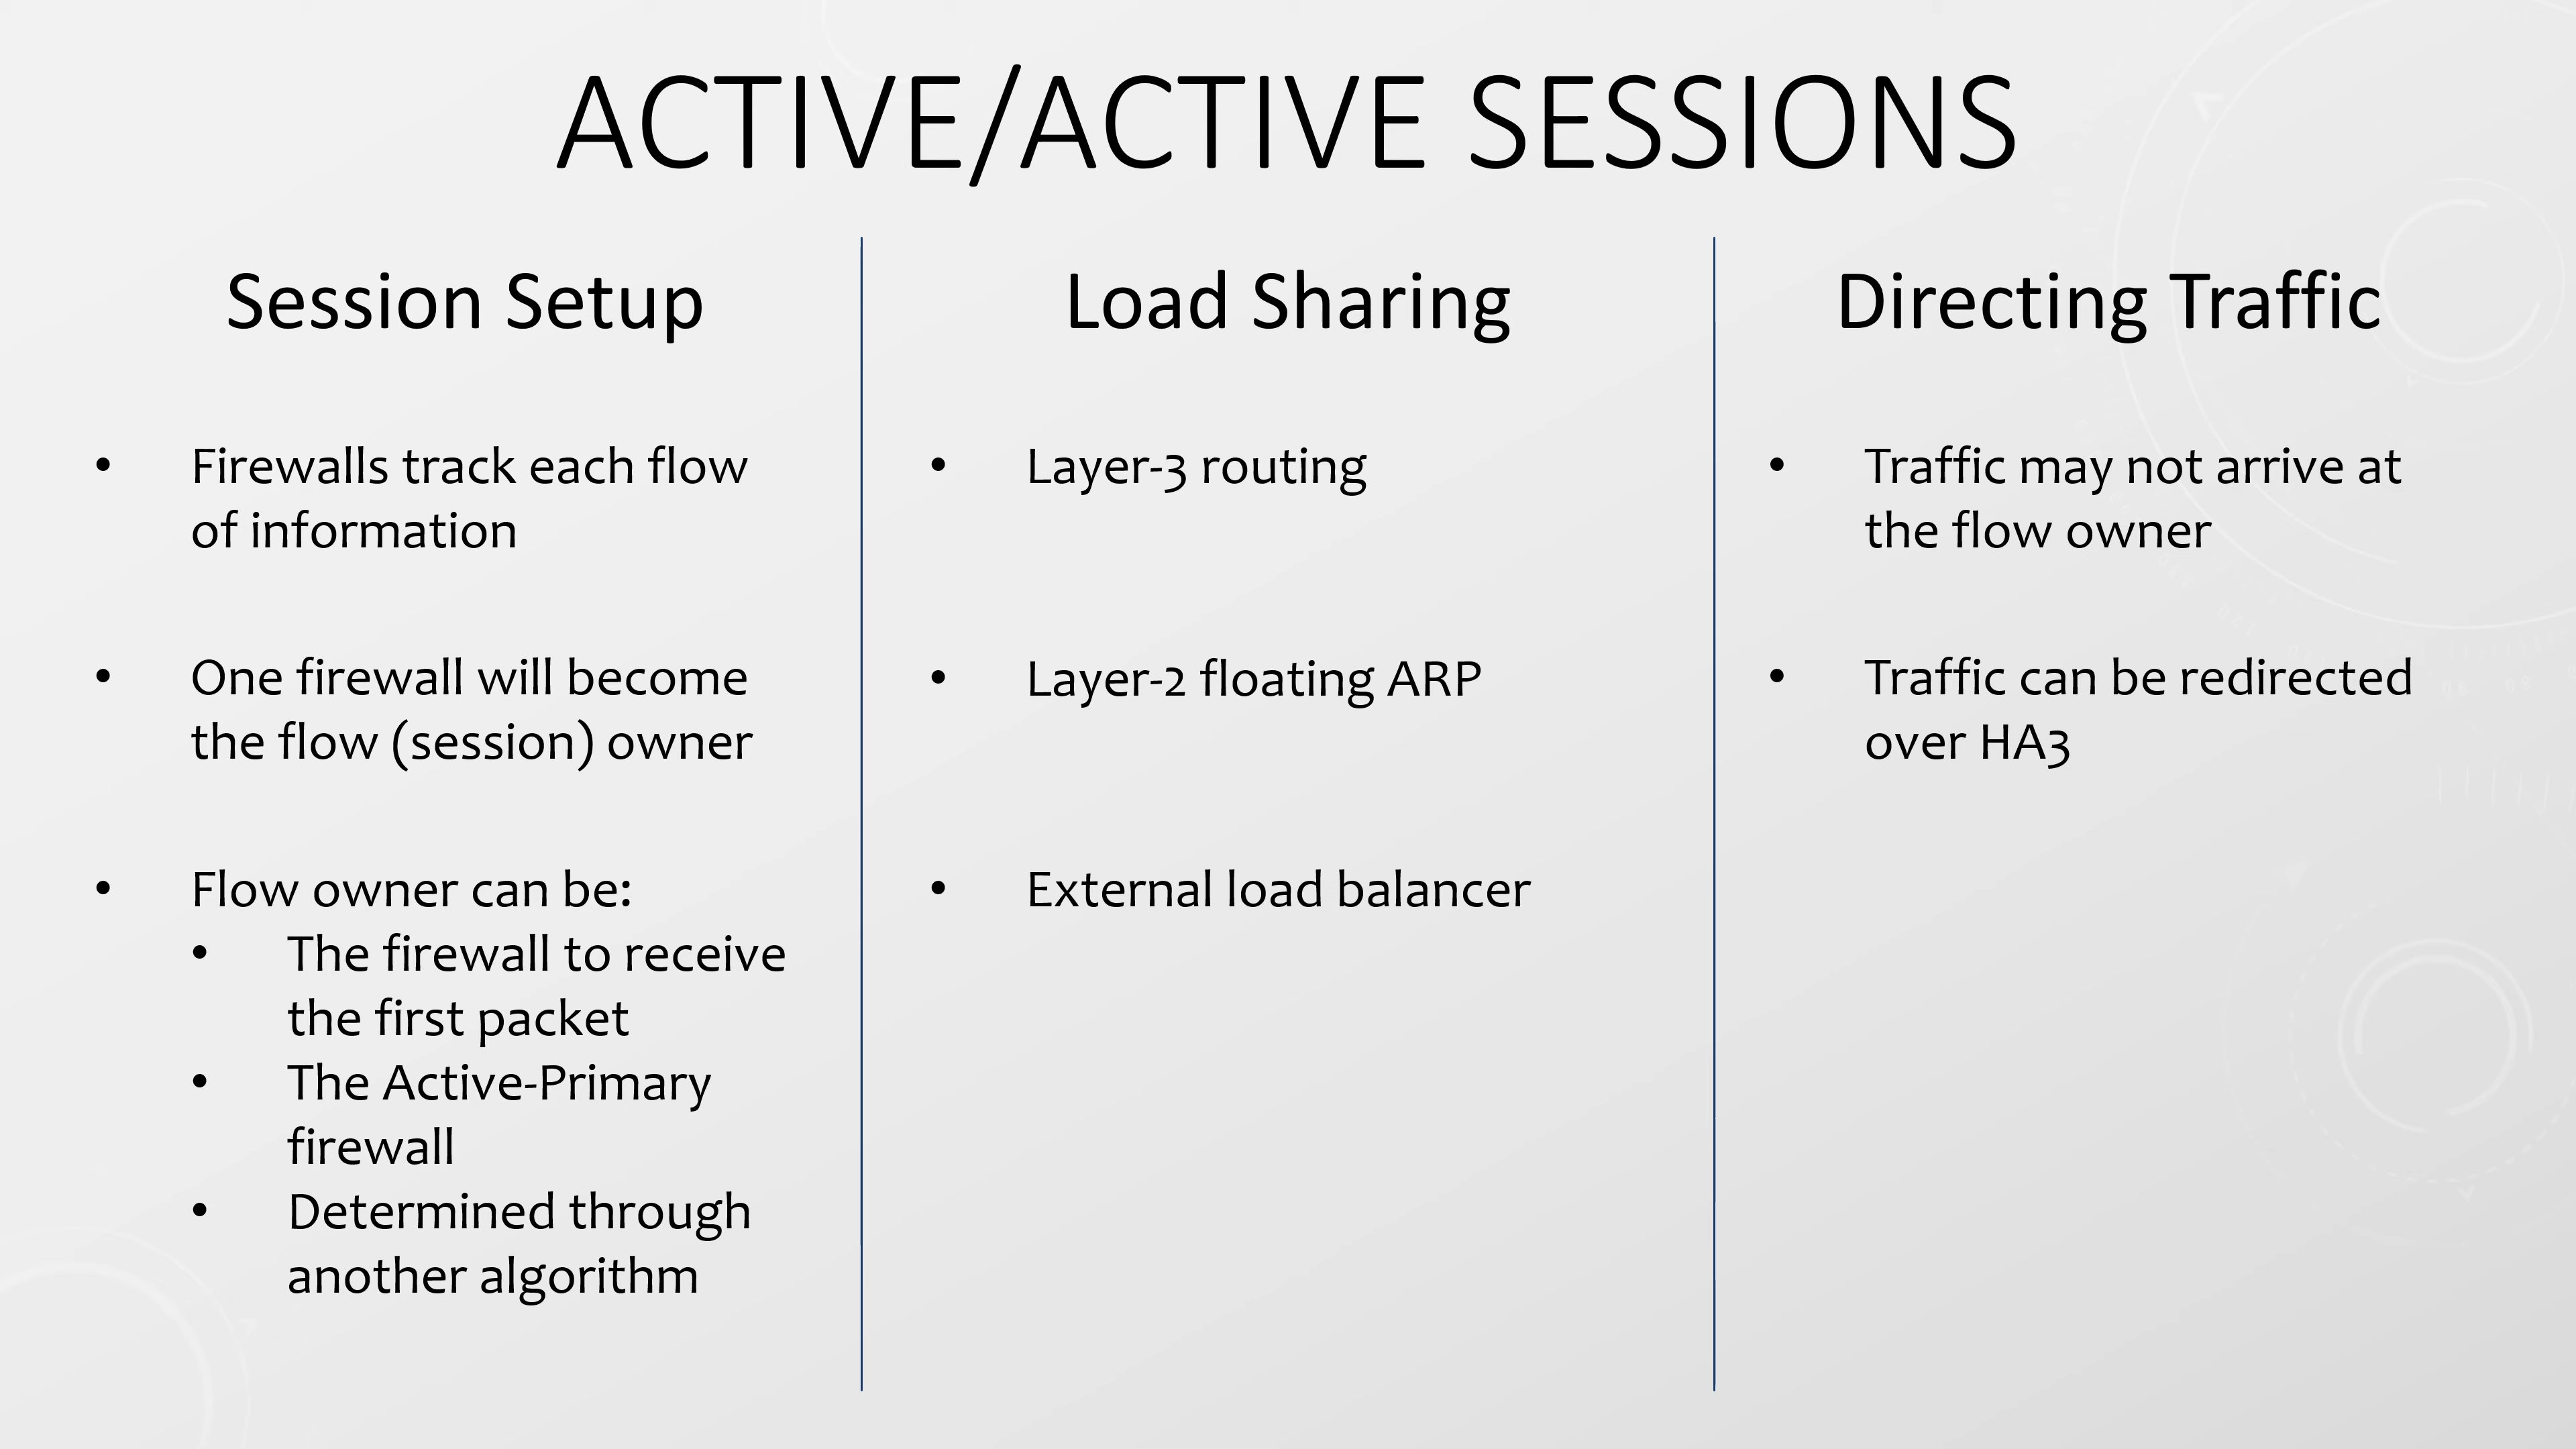 ACTIVE/ACTIVE SESSIONS
Session Setup
• Firewalls track each flow
of information
• One firewall will become
the flow (session) owner
• Flow owner can be:
• The firewall to receive
the first packet
• The Active-Primary
firewall
• Determined through
another algorithm
Load Sharing
• Layer-3 routing
• Layer-2 floating ARP
• External load balancer
Directing Traffic
• Traffic may not arrive at
the flow owner
• Traffic can be redirected
over HA3